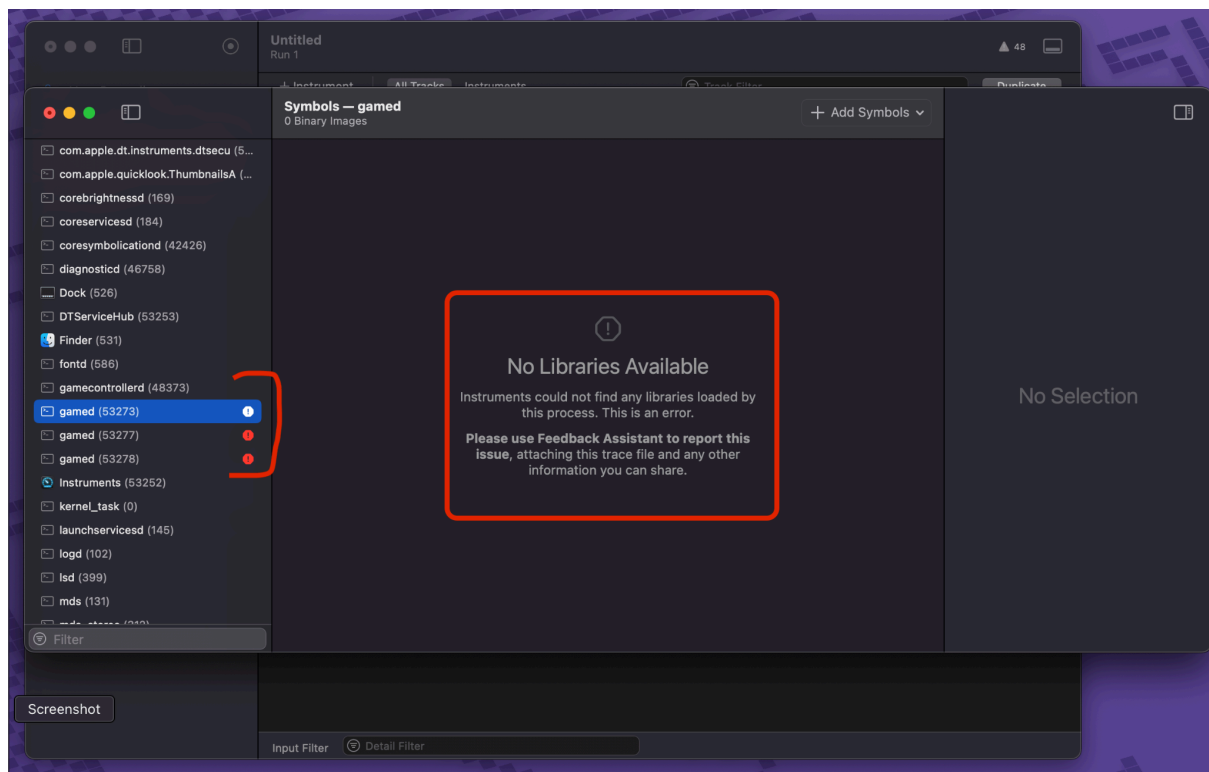 Untitled
Run 1
48
+ Instrument
All Tracks
Instruments
Track Filter
Duplicate
Symbols — gamed
0 Binary Images
+ Add Symbols
com.apple.dt.instruments.dtsecu (5...
com.apple.quicklook.ThumbnailsA (...
corebrightnessd (169)
coreservicesd (184)
coresymbolicationd (42426)
diagnosticd (46758)
Dock (526)
DTServiceHub (53253)
Finder (531)
fontd (586)
gamecontrollerd (48373)
gamed (53273)
gamed (53277)
gamed (53278)
Instruments (53252)
kernel_task (0)
launchservicesd (145)
logd (102)
lsd (399)
mds (131)
Filter
No Libraries Available
Instruments could not find any libraries loaded by
this process. This is an error.
Please use Feedback Assistant to report this
issue, attaching this trace file and any other
information you can share.
No Selection
Screenshot
Input Filter
Detail Filter